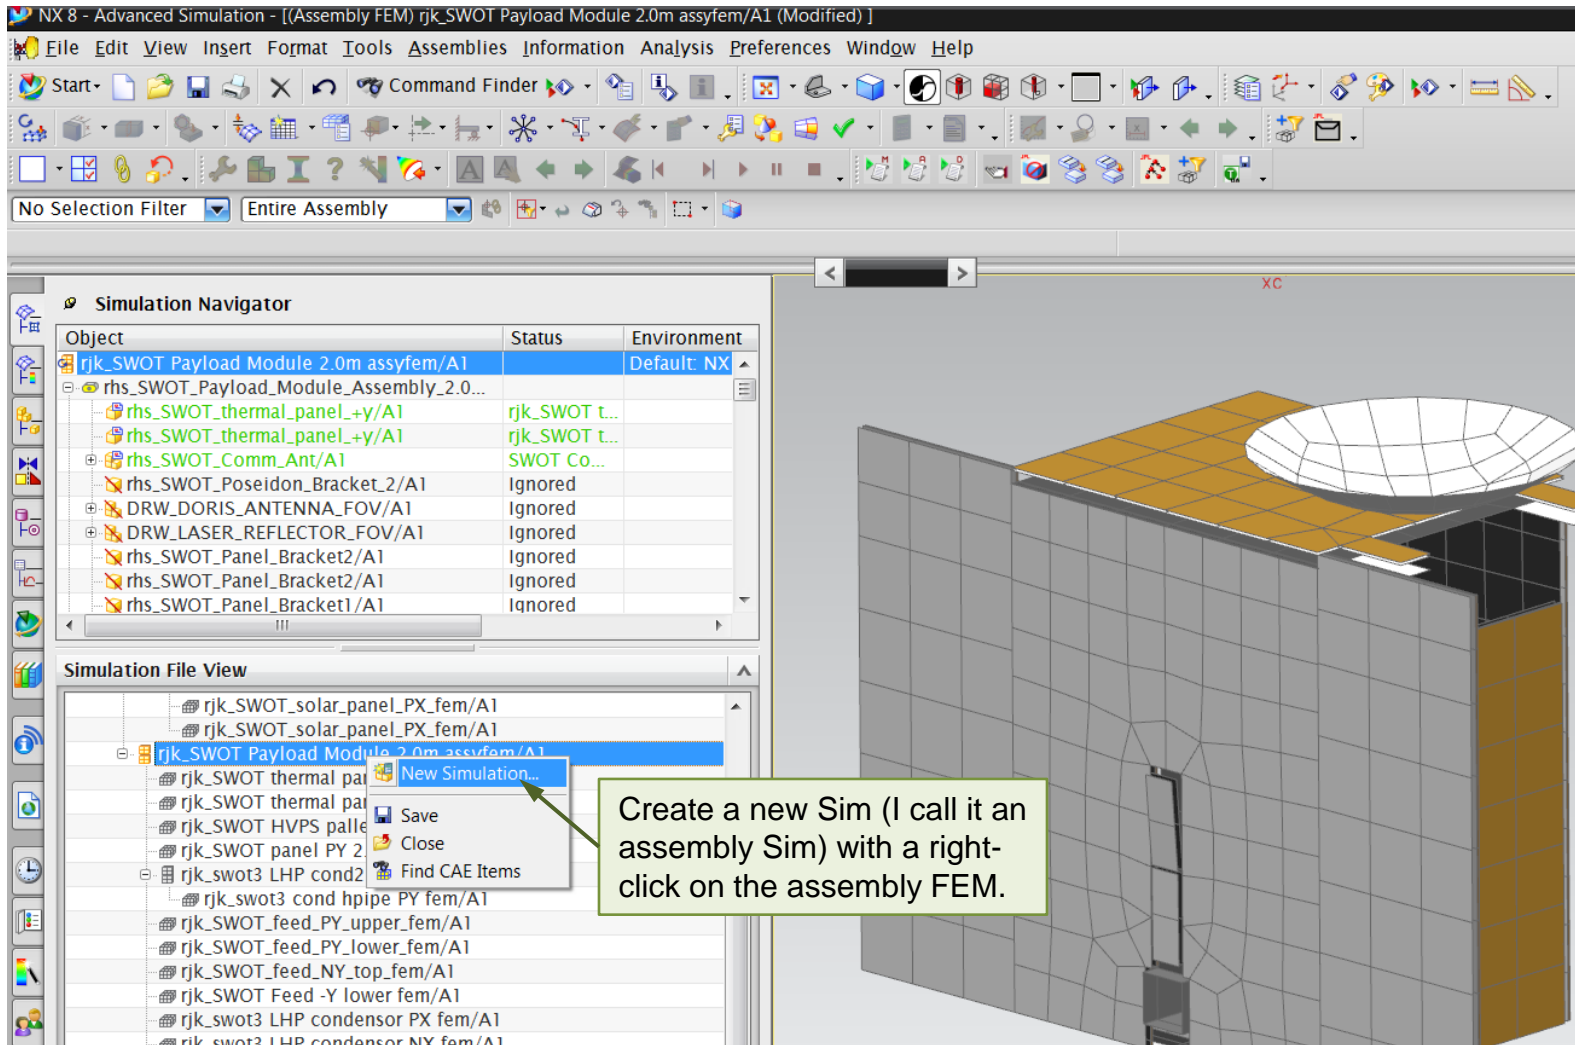 NX 8 - Advanced Simulation - [(Assembly FEM) rjk_SWOT Payload Module 2.0m assyfem/A1 (Modified) ]
File Edit View Insert Format Tools Assemblies Information Analysis Preferences Window Help
Start Command Finder
No Selection Filter Entire Assembly
XC
Simulation Navigator
Object Status Environment
rjk_SWOT Payload Module 2.0m assyfem/A1 Default: NX
rhs_SWOT_Payload_Module_Assembly_2.0...
rhs_SWOT_thermal_panel_+y/A1 rjk_SWOT t...
rhs_SWOT_thermal_panel_+y/A1 rjk_SWOT t...
rhs_SWOT_Comm_Ant/A1 SWOT Co...
rhs_SWOT_Poseidon_Bracket_2/A1 Ignored
DRW_DORIS_ANTENNA_FOV/A1 Ignored
DRW_LASER_REFLECTOR_FOV/A1 Ignored
rhs_SWOT_Panel_Bracket2/A1 Ignored
rhs_SWOT_Panel_Bracket2/A1 Ignored
rhs_SWOT_Panel_Bracket1/A1 Ignored
Simulation File View
rjk_SWOT_solar_panel_PX_fem/A1
rjk_SWOT_solar_panel_PX_fem/A1
rjk_SWOT Payload Module 2.0m assyfem/A1
rjk_SWOT thermal par
rjk_SWOT thermal par
rjk_SWOT HVPS palle
rjk_SWOT panel PY 2
rjk_swot3 LHP cond2
rjk_swot3 cond hpipe PY fem/A1
rjk_SWOT_feed_PY_upper_fem/A1
rjk_SWOT_feed_PY_lower_fem/A1
rjk_SWOT_feed_NY_top_fem/A1
rjk_SWOT Feed -Y lower fem/A1
rjk_swot3 LHP condensor PX fem/A1
rjk_swot3 LHP condensor NX fem/A1
New Simulation...
Save
Close
Find CAE Items
Create a new Sim (I call it an
assembly Sim) with a right-
click on the assembly FEM.